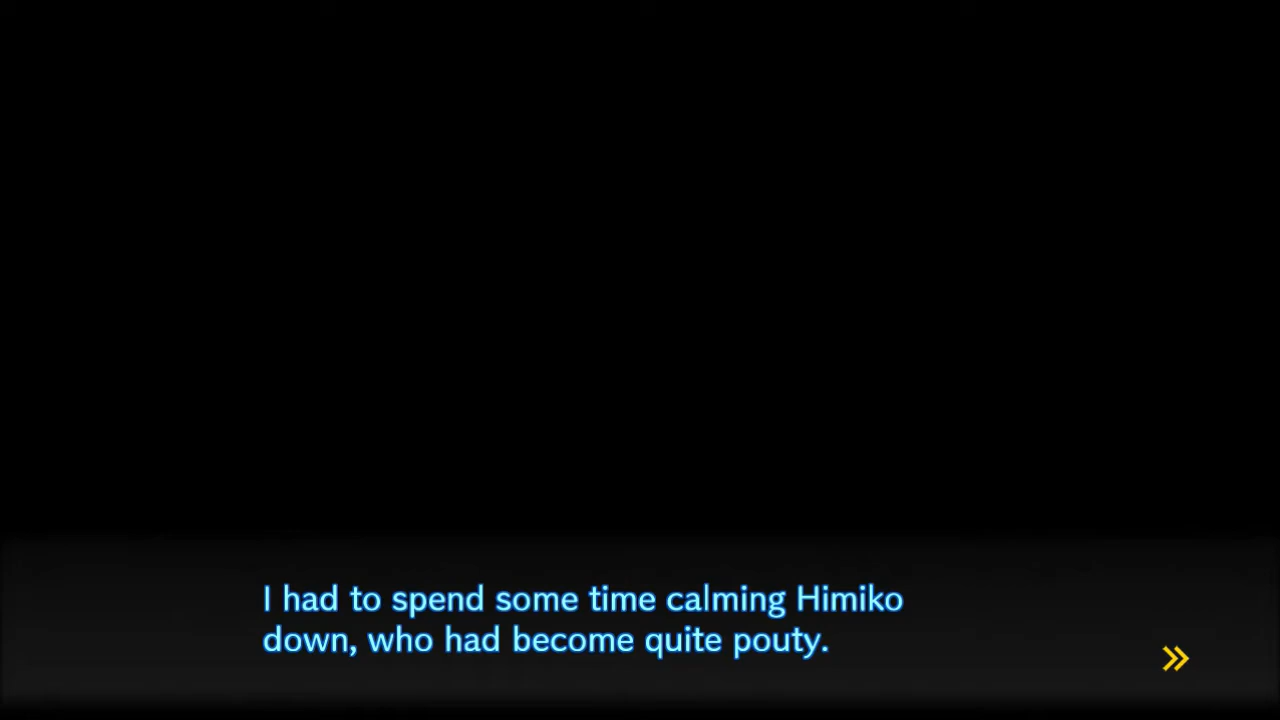 I had to spend some time calming Himiko
down, who had become quite pouty.